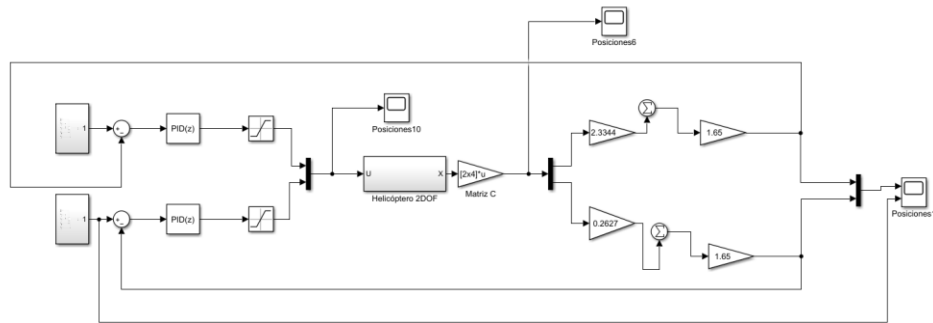 Posiciones6
1
+
-
PID(z)
Posiciones10
2.3344
Σ
1.65
U
X
Helicóptero 2DOF
[2x4]*u
Matriz C
Posiciones
1
+
-
PID(z)
0.2627
Σ
1.65